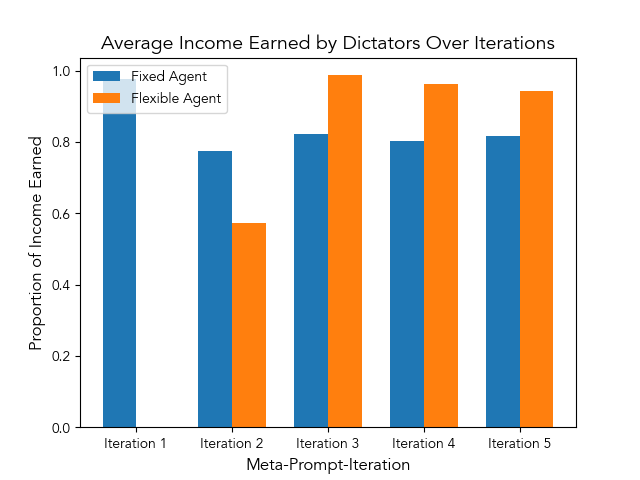 Average Income Earned by Dictators Over Iterations
Fixed Agent
Flexible Agent
1.0
0.8
0.6
0.4
0.2
0.0
Proportion of Income Earned
Iteration 1
Iteration 2
Iteration 3
Iteration 4
Iteration 5
Meta-Prompt-Iteration